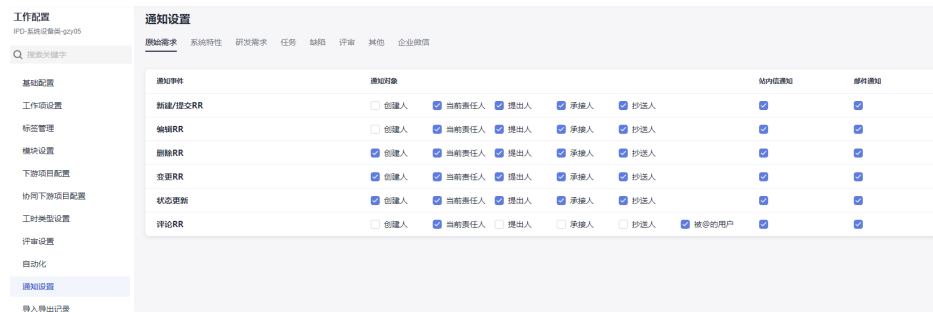 工作配置
IPD-系统设备类-gzy05
搜索关键字
基础配置
工作项设置
标签管理
模块设置
下游项目配置
协同下游项目配置
工时类型设置
评审设置
自动化
通知设置
导入导出记录
通知设置
原始需求 系统特性 研发需求 任务 缺陷 评审 其他 企业微信
通知事件 通知对象 站内信通知 邮件通知
新建/提交RR 创建人 当前责任人 提出人 承接人 抄送人
编辑RR 创建人 当前责任人 提出人 承接人 抄送人
删除RR 创建人 当前责任人 提出人 承接人 抄送人
变更RR 创建人 当前责任人 提出人 承接人 抄送人
状态更新 创建人 当前责任人 提出人 承接人 抄送人
评论RR 创建人 当前责任人 提出人 承接人 抄送人 被@的用户